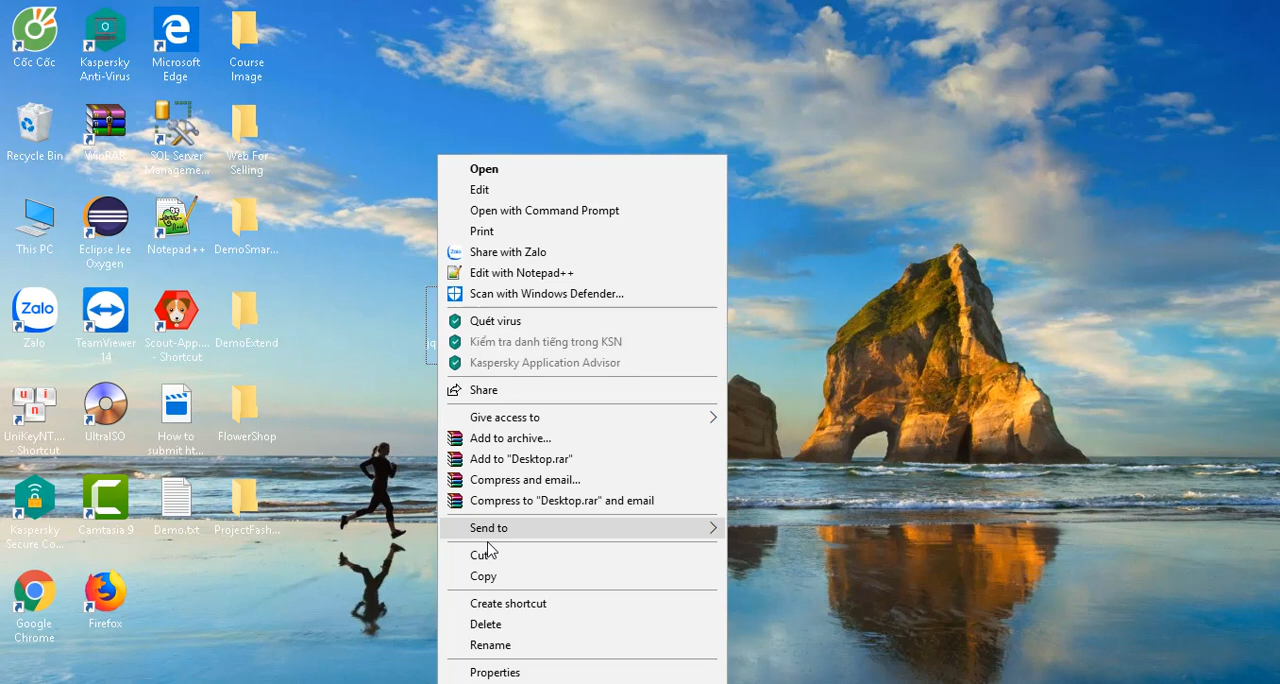 Cốc Cốc
Kaspersky
Anti-Virus
Microsoft
Edge
Course
Image
Recycle Bin
WinRAR
SQL Server
Manageme...
Web For
Selling
This PC
Eclipse Jee
Oxygen
Notepad++
DemoSmar...
Zalo
Zalo
TeamViewer
14
Scout-App....
- Shortcut
DemoExtend
u i
n
UniKeyNT....
- Shortcut
UltraISO
How to
submit ht...
FlowerShop
Kaspersky
Secure Co...
Camtasia 9
Demo.txt
ProjectFash...
Google
Chrome
Firefox
jq
Open
Edit
Open with Command Prompt
Print
Zalo
Share with Zalo
Edit with Notepad++
Scan with Windows Defender...
Quét virus
Kiểm tra danh tiếng trong KSN
Kaspersky Application Advisor
Share
Give access to
Add to archive...
Add to "Desktop.rar"
Compress and email...
Compress to "Desktop.rar" and email
Send to
Cut
Copy
Create shortcut
Delete
Rename
Properties